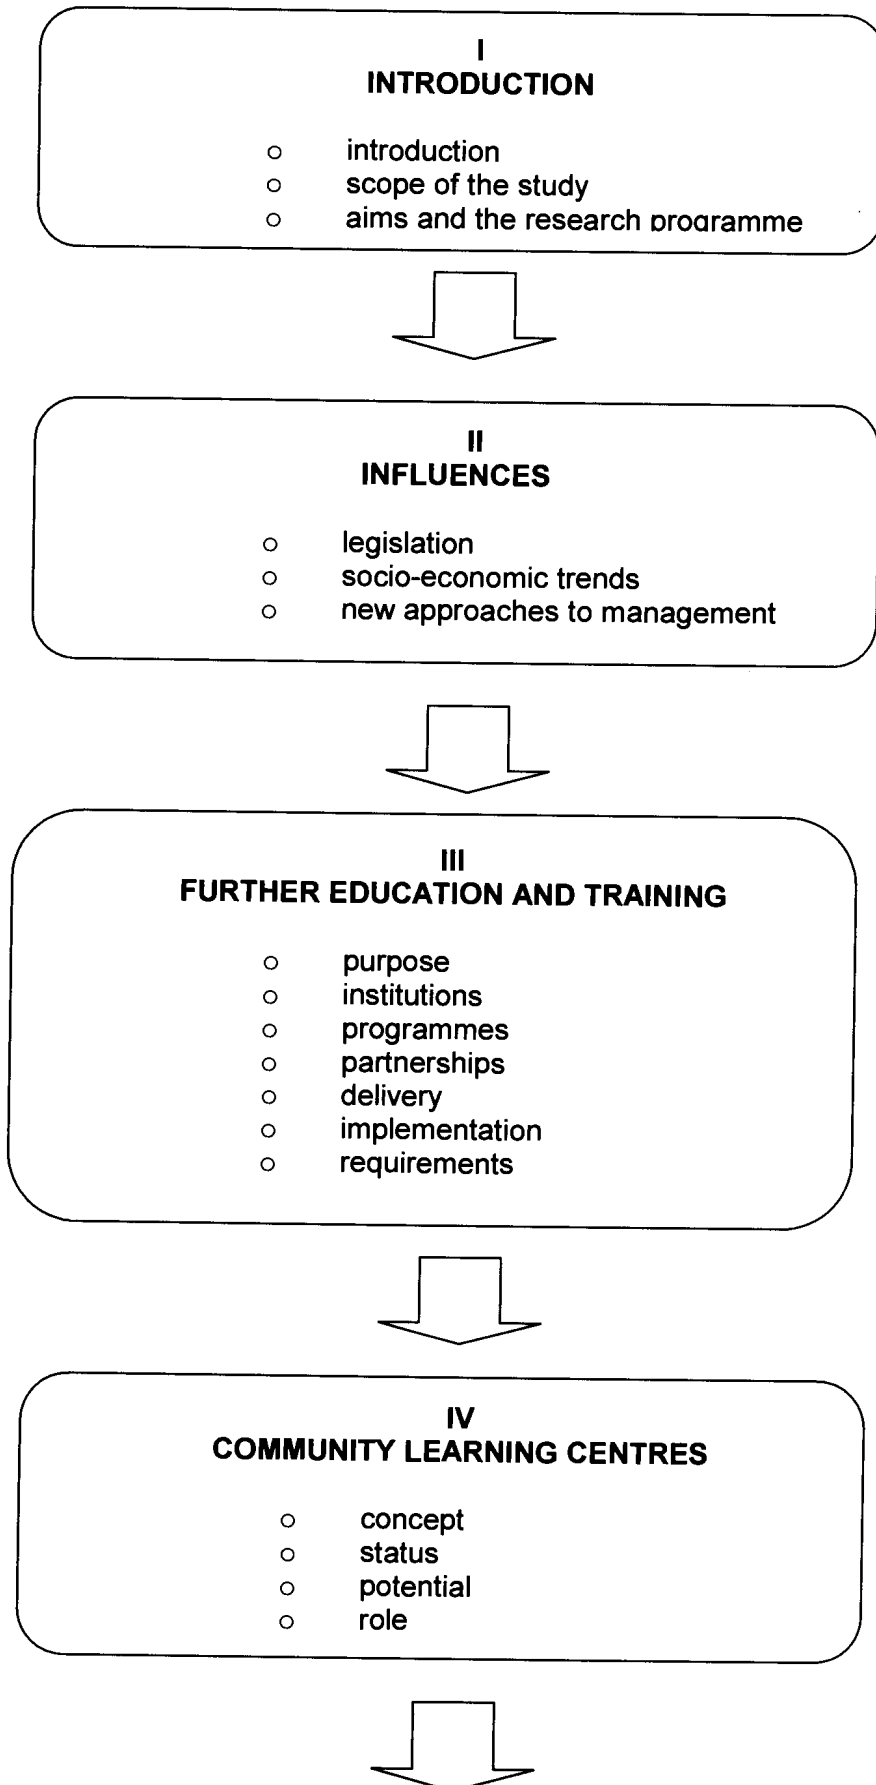 I
INTRODUCTION
○ introduction
○ scope of the study
○ aims and the research programme
II
INFLUENCES
○ legislation
○ socio-economic trends
○ new approaches to management
III
FURTHER EDUCATION AND TRAINING
○ purpose
○ institutions
○ programmes
○ partnerships
○ delivery
○ implementation
○ requirements
IV
COMMUNITY LEARNING CENTRES
○ concept
○ status
○ potential
○ role